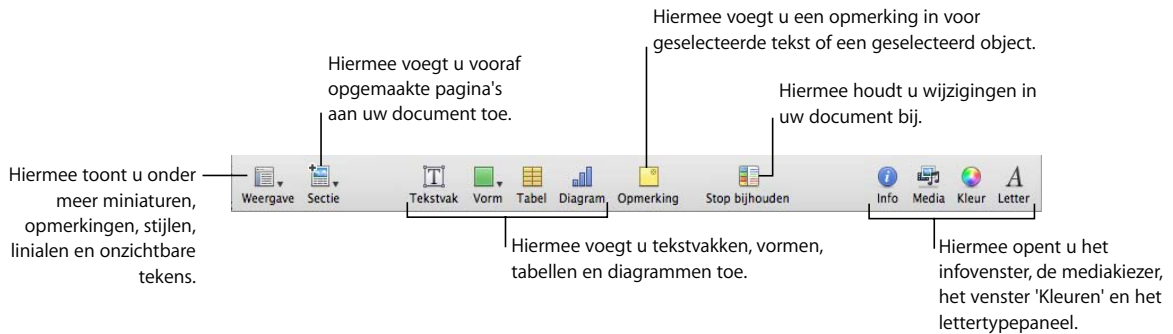 Hiermee voegt u een opmerking in voor
geselecteerde tekst of een geselecteerd object.
Hiermee voegt u vooraf
opgemaakte pagina's
aan uw document toe.
Hiermee houdt u wijzigingen in
uw document bij.
Hiermee toont u onder
meer miniaturen,
opmerkingen, stijlen,
linialen en onzichtbare
tekens.
Weergave Sectie Tekstvak Vorm Tabel Diagram Opmerking Stop bijhouden Info Media Kleur Letter
Hiermee voegt u tekstvakken, vormen,
tabellen en diagrammen toe.
Hiermee opent u het
infovenster, de mediakiezer,
het venster 'Kleuren' en het
lettertypepaneel.